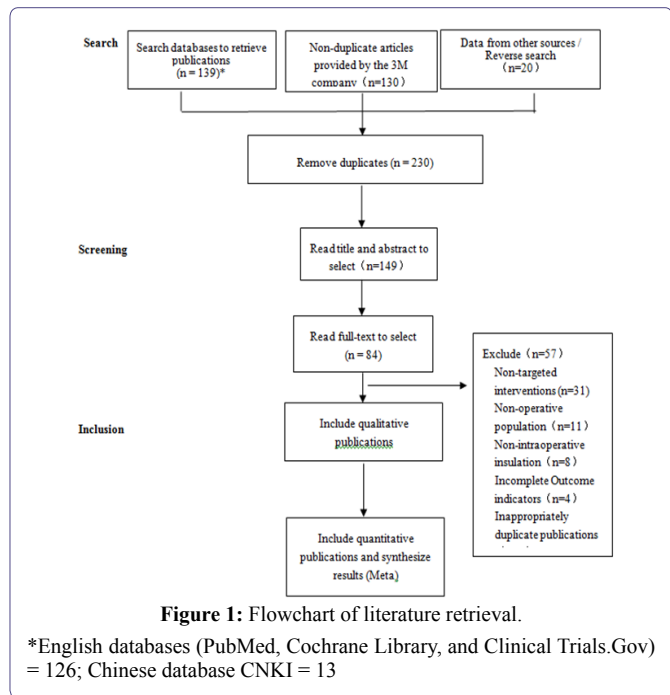 Search
Search databases to retrieve
publications
(n = 139)*
Non-duplicate articles
provided by the 3M
company (n=130)
Data from other sources /
Reverse search
(n=20)
Remove duplicates (n = 230)
Screening
Read title and abstract to
select (n=149)
Read full-text to select
(n = 84)
Exclude (n=57)
Non-targeted
interventions (n=31)
Non-operative
population (n=11)
Non-intraoperative
insulation (n=8)
Incomplete Outcome
indicators (n=4)
Inappropriately
duplicate publications
Inclusion
Include qualitative
publications
Include quantitative
publications and synthesize
results (Meta)
Figure 1: Flowchart of literature retrieval.
*English databases (PubMed, Cochrane Library, and Clinical Trials.Gov)
= 126; Chinese database CNKI = 13